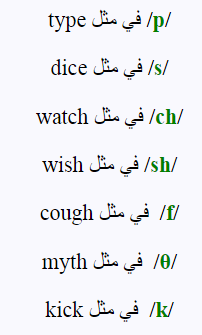 /p/ في مثل type
/s/ في مثل dice
/ch/ في مثل watch
/sh/ في مثل wish
/f/ في مثل cough
/θ/ في مثل myth
/k/ في مثل kick